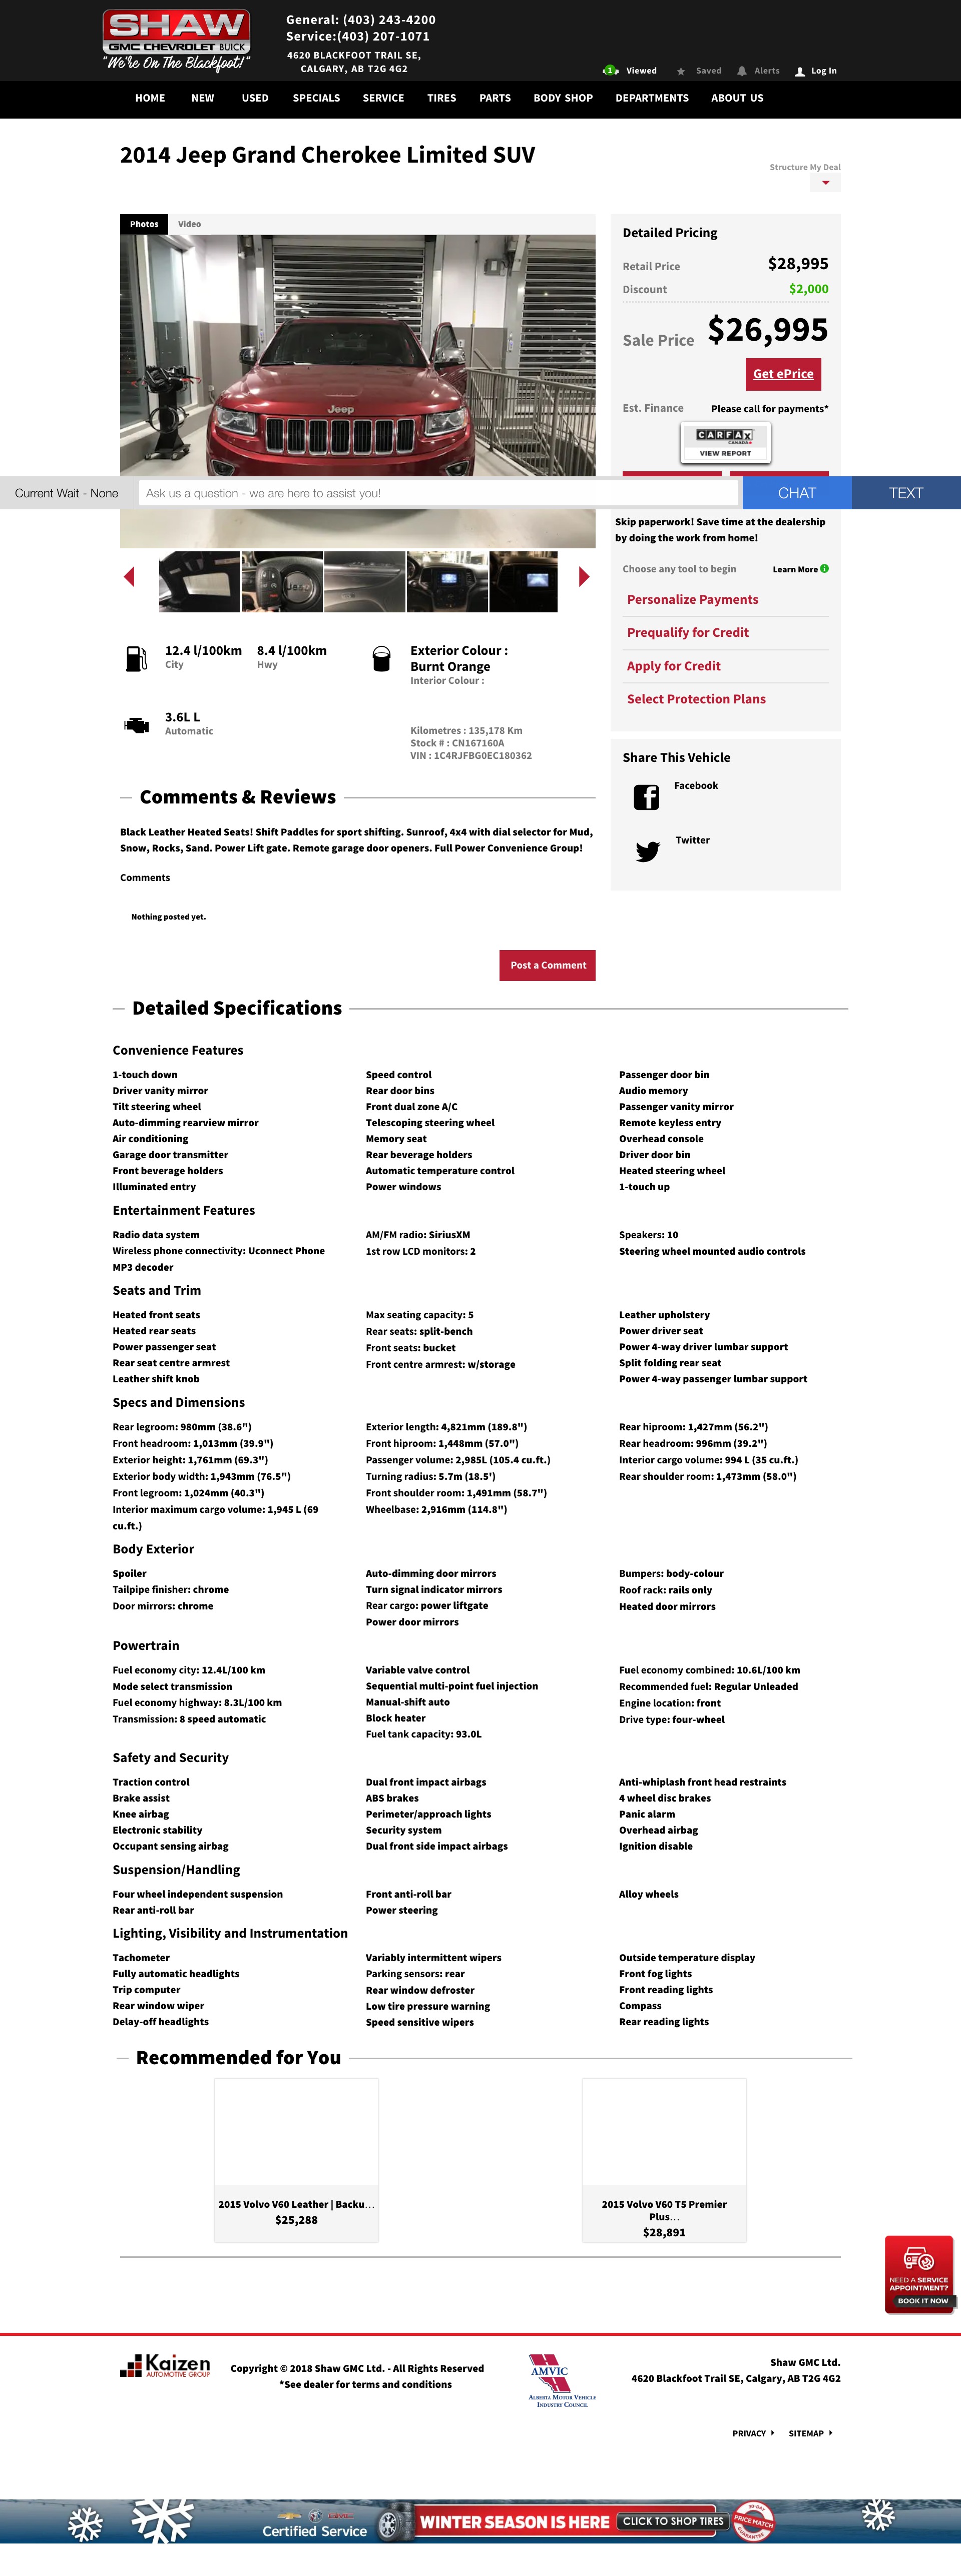 SHAW
GMC CHEVROLET BUICK
"We're On The Blackfoot!"
General: (403) 243-4200
Service:(403) 207-1071
4620 BLACKFOOT TRAIL SE,
CALGARY, AB T2G 4G2
1 Viewed Saved Alerts Log In
HOME NEW USED SPECIALS SERVICE TIRES PARTS BODY SHOP DEPARTMENTS ABOUT US
2014 Jeep Grand Cherokee Limited SUV
Structure My Deal
Photos Video
Jeep
Detailed Pricing
Retail Price $28,995
Discount $2,000
Sale Price $26,995
Get ePrice
Est. Finance Please call for payments*
CARFAX
CANADA
VIEW REPORT
Current Wait - None Ask us a question - we are here to assist you! CHAT TEXT
Skip paperwork! Save time at the dealership
by doing the work from home!
Choose any tool to begin Learn More
Personalize Payments
Prequalify for Credit
Apply for Credit
Select Protection Plans
Jeep
12.4 l/100km 8.4 l/100km
City Hwy
Exterior Colour :
Burnt Orange
Interior Colour :
3.6L L
Automatic
Kilometres : 135,178 Km
Stock # : CN167160A
VIN : 1C4RJFBG0EC180362
Share This Vehicle
Facebook
Twitter
Comments & Reviews
Black Leather Heated Seats! Shift Paddles for sport shifting. Sunroof, 4x4 with dial selector for Mud,
Snow, Rocks, Sand. Power Lift gate. Remote garage door openers. Full Power Convenience Group!
Comments
Nothing posted yet.
Post a Comment
Detailed Specifications
Convenience Features
1-touch down Speed control Passenger door bin
Driver vanity mirror Rear door bins Audio memory
Tilt steering wheel Front dual zone A/C Passenger vanity mirror
Auto-dimming rearview mirror Telescoping steering wheel Remote keyless entry
Air conditioning Memory seat Overhead console
Garage door transmitter Rear beverage holders Driver door bin
Front beverage holders Automatic temperature control Heated steering wheel
Illuminated entry Power windows 1-touch up
Entertainment Features
Radio data system AM/FM radio: SiriusXM Speakers: 10
Wireless phone connectivity: Uconnect Phone 1st row LCD monitors: 2 Steering wheel mounted audio controls
MP3 decoder
Seats and Trim
Heated front seats Max seating capacity: 5 Leather upholstery
Heated rear seats Rear seats: split-bench Power driver seat
Power passenger seat Front seats: bucket Power 4-way driver lumbar support
Rear seat centre armrest Front centre armrest: w/storage Split folding rear seat
Leather shift knob Power 4-way passenger lumbar support
Specs and Dimensions
Rear legroom: 980mm (38.6") Exterior length: 4,821mm (189.8") Rear hiproom: 1,427mm (56.2")
Front headroom: 1,013mm (39.9") Front hiproom: 1,448mm (57.0") Rear headroom: 996mm (39.2")
Exterior height: 1,761mm (69.3") Passenger volume: 2,985L (105.4 cu.ft.) Interior cargo volume: 994 L (35 cu.ft.)
Exterior body width: 1,943mm (76.5") Turning radius: 5.7m (18.5') Rear shoulder room: 1,473mm (58.0")
Front legroom: 1,024mm (40.3") Front shoulder room: 1,491mm (58.7")
Interior maximum cargo volume: 1,945 L (69 Wheelbase: 2,916mm (114.8")
cu.ft.)
Body Exterior
Spoiler Auto-dimming door mirrors Bumpers: body-colour
Tailpipe finisher: chrome Turn signal indicator mirrors Roof rack: rails only
Door mirrors: chrome Rear cargo: power liftgate Heated door mirrors
Power door mirrors
Powertrain
Fuel economy city: 12.4L/100 km Variable valve control Fuel economy combined: 10.6L/100 km
Mode select transmission Sequential multi-point fuel injection Recommended fuel: Regular Unleaded
Fuel economy highway: 8.3L/100 km Manual-shift auto Engine location: front
Transmission: 8 speed automatic Block heater Drive type: four-wheel
Fuel tank capacity: 93.0L
Safety and Security
Traction control Dual front impact airbags Anti-whiplash front head restraints
Brake assist ABS brakes 4 wheel disc brakes
Knee airbag Perimeter/approach lights Panic alarm
Electronic stability Security system Overhead airbag
Occupant sensing airbag Dual front side impact airbags Ignition disable
Suspension/Handling
Four wheel independent suspension Front anti-roll bar Alloy wheels
Rear anti-roll bar Power steering
Lighting, Visibility and Instrumentation
Tachometer Variably intermittent wipers Outside temperature display
Fully automatic headlights Parking sensors: rear Front fog lights
Trip computer Rear window defroster Front reading lights
Rear window wiper Low tire pressure warning Compass
Delay-off headlights Speed sensitive wipers Rear reading lights
Recommended for You
2015 Volvo V60 Leather | Backu...
$25,288
2015 Volvo V60 T5 Premier
Plus...
$28,891
NEED A SERVICE
APPOINTMENT?
BOOK IT NOW
Kaizen
AUTOMOTIVE GROUP
Copyright © 2018 Shaw GMC Ltd. - All Rights Reserved
*See dealer for terms and conditions
AMVIC
ALBERTA MOTOR VEHICLE
INDUSTRY COUNCIL
Shaw GMC Ltd.
4620 Blackfoot Trail SE, Calgary, AB T2G 4G2
PRIVACY SITEMAP
Certified Service
WINTER SEASON IS HERE
CLICK TO SHOP TIRES
30-DAY
PRICE MATCH
GUARANTEE